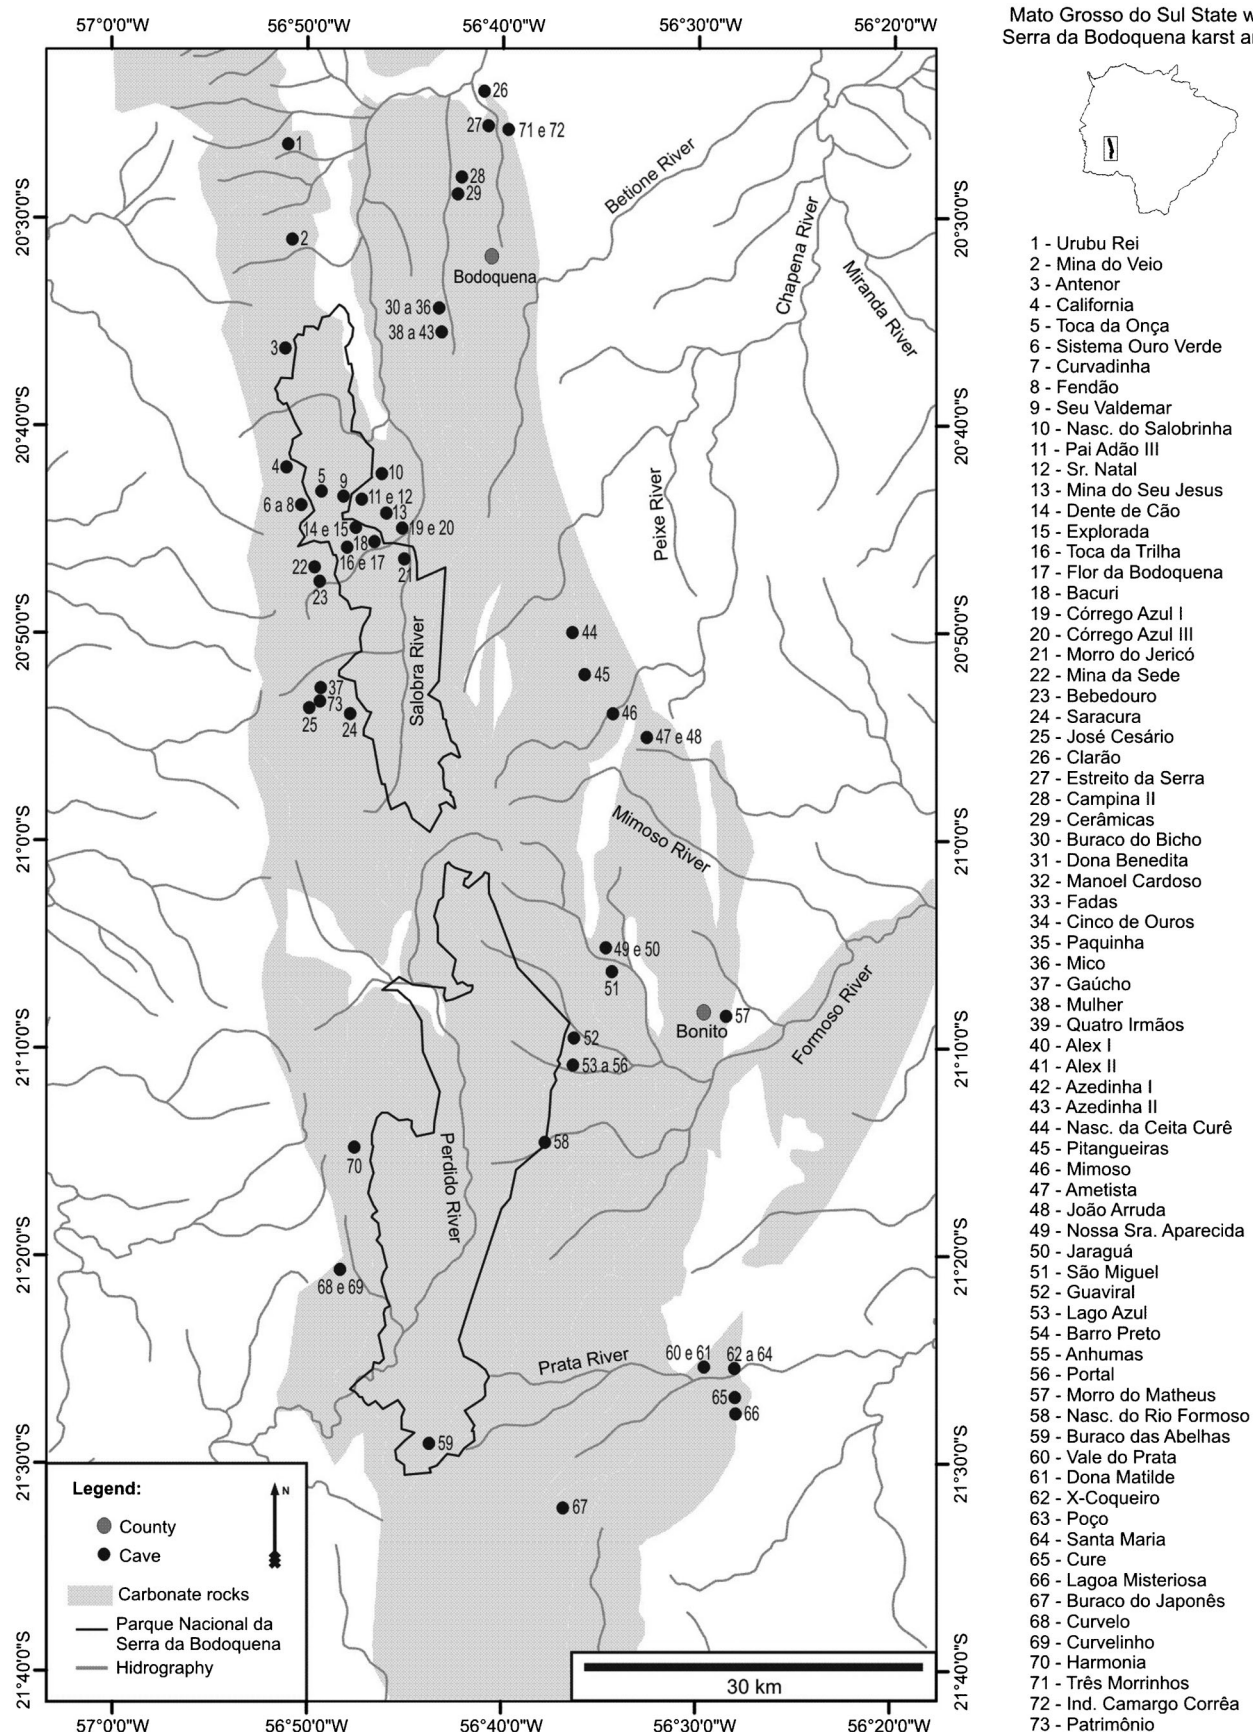 57°0'0"W
56°50'0"W
56°40'0"W
56°30'0"W
56°20'0"W
Mato Grosso do Sul State w
Serra da Bodoquena karst a
26
27
71 e 72
1
28
29
Betione River
20°30'0"S
20°30'0"S
2
Bodoquena
Chapena River
Miranda River
30 a 36
38 a 43
3
20°40'0"S
20°40'0"S
4
5
9
10
6 a 8
11 e 12
13
14 e 15
19 e 20
18
16 e 17
21
22
23
Peixe River
20°50'0"S
20°50'0"S
44
45
46
47 e 48
Salobra River
37
73
25
24
21°0'0"S
21°0'0"S
Mimoso River
49 e 50
51
Bonito
57
Formoso River
52
53 a 56
21°10'0"S
21°10'0"S
58
70
Perdido River
21°20'0"S
21°20'0"S
68 e 69
Prata River
60 e 61
62 a 64
65
66
59
21°30'0"S
21°30'0"S
67
Legend:
N
County
Cave
Carbonate rocks
Parque Nacional da
Serra da Bodoquena
Hidrography
30 km
21°40'0"S
21°40'0"S
57°0'0"W
56°50'0"W
56°40'0"W
56°30'0"W
56°20'0"W
1 - Urubu Rei
2 - Mina do Veio
3 - Antenor
4 - California
5 - Toca da Onça
6 - Sistema Ouro Verde
7 - Curvadinha
8 - Fendão
9 - Seu Valdemar
10 - Nasc. do Salobrinha
11 - Pai Adão III
12 - Sr. Natal
13 - Mina do Seu Jesus
14 - Dente de Cão
15 - Explorada
16 - Toca da Trilha
17 - Flor da Bodoquena
18 - Bacuri
19 - Córrego Azul I
20 - Córrego Azul III
21 - Morro do Jericó
22 - Mina da Sede
23 - Bebedouro
24 - Saracura
25 - José Cesário
26 - Clarão
27 - Estreito da Serra
28 - Campina II
29 - Cerâmicas
30 - Buraco do Bicho
31 - Dona Benedita
32 - Manoel Cardoso
33 - Fadas
34 - Cinco de Ouros
35 - Paquinha
36 - Mico
37 - Gaúcho
38 - Mulher
39 - Quatro Irmãos
40 - Alex I
41 - Alex II
42 - Azedinha I
43 - Azedinha II
44 - Nasc. da Ceita Curê
45 - Pitangueiras
46 - Mimoso
47 - Ametista
48 - João Arruda
49 - Nossa Sra. Aparecida
50 - Jaraguá
51 - São Miguel
52 - Guaviral
53 - Lago Azul
54 - Barro Preto
55 - Anhumas
56 - Portal
57 - Morro do Matheus
58 - Nasc. do Rio Formoso
59 - Buraco das Abelhas
60 - Vale do Prata
61 - Dona Matilde
62 - X-Coqueiro
63 - Poço
64 - Santa Maria
65 - Cure
66 - Lagoa Misteriosa
67 - Buraco do Japonês
68 - Curvelo
69 - Curvelinho
70 - Harmonia
71 - Três Morrinhos
72 - Ind. Camargo Corrêa
73 - Patrimônio